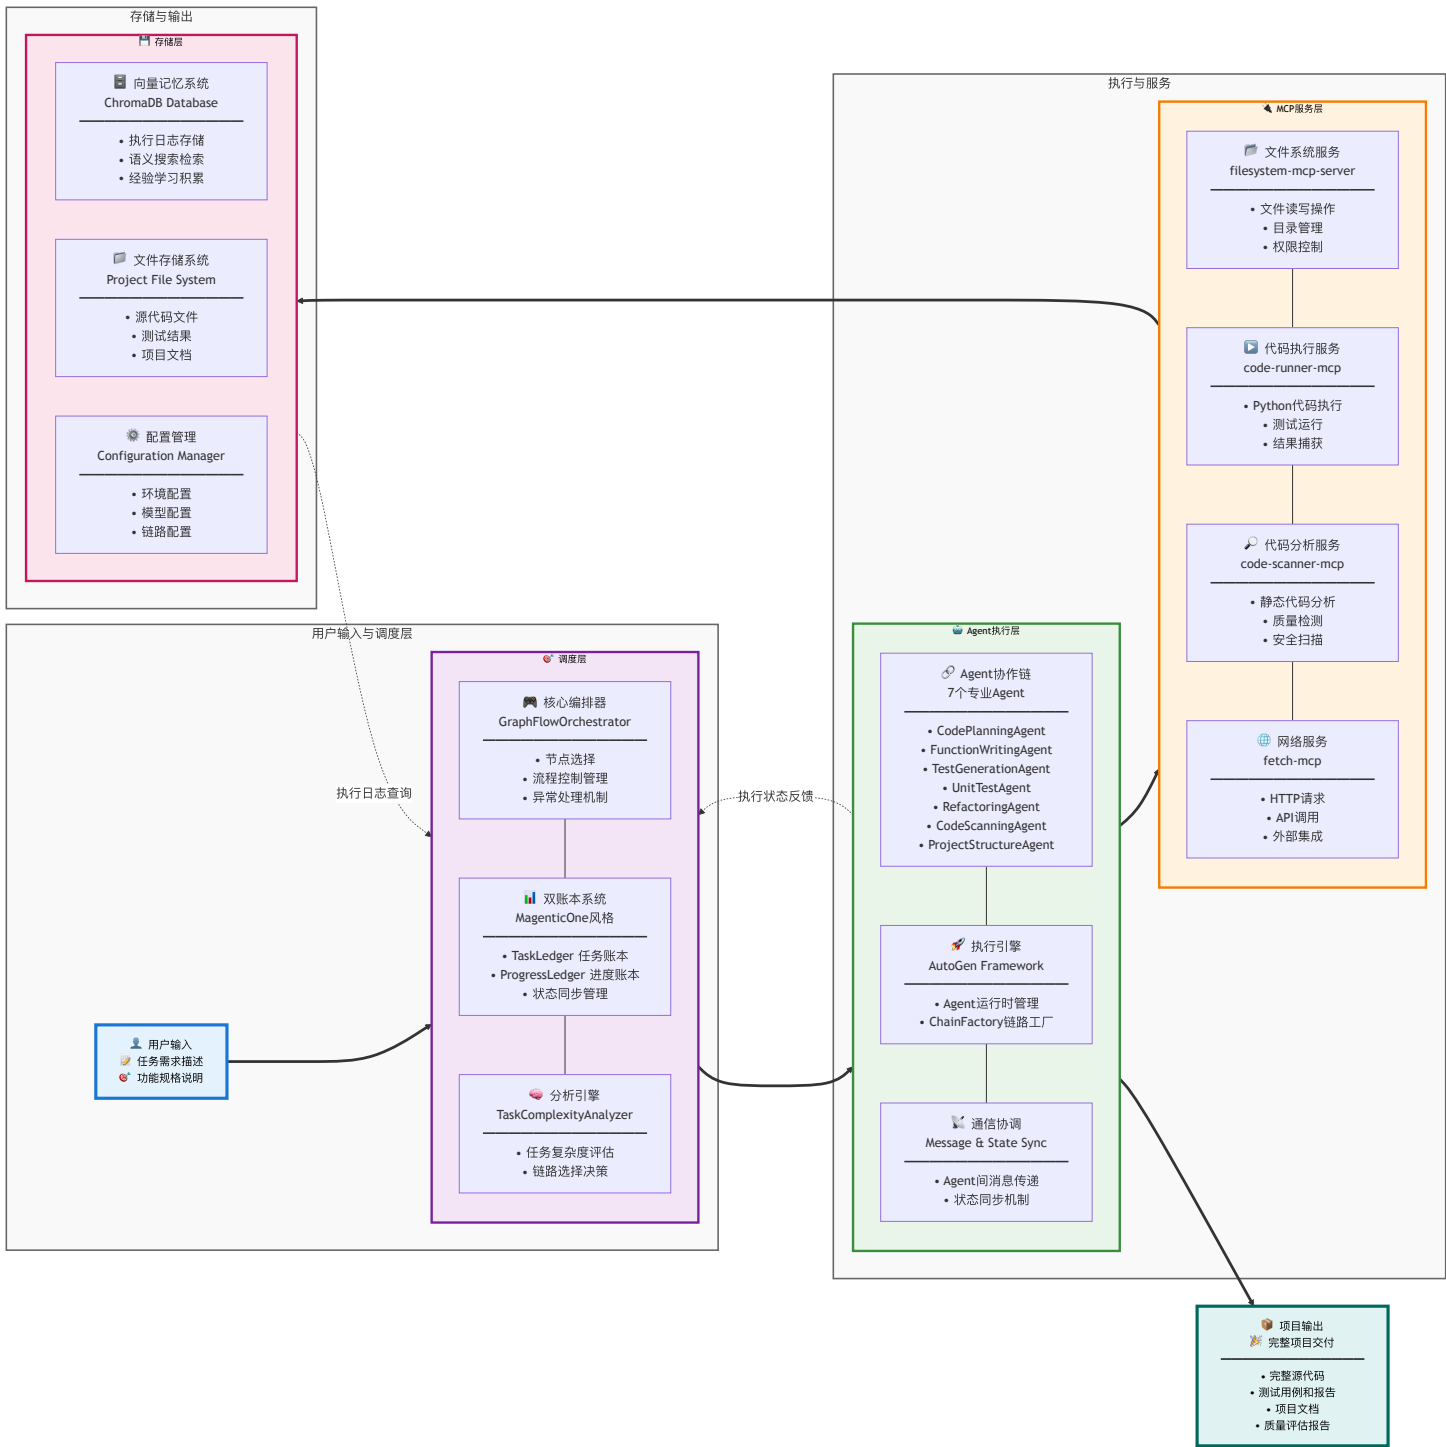 存储与输出
💾 存储层
🗄️ 向量记忆系统
ChromaDB Database
━━━━━━━━━━━━━━━━━━━━
• 执行日志存储
• 语义搜索检索
• 经验学习积累
📁 文件存储系统
Project File System
━━━━━━━━━━━━━━━━━━━━
• 源代码文件
• 测试结果
• 项目文档
⚙️ 配置管理
Configuration Manager
━━━━━━━━━━━━━━━━━━━━
• 环境配置
• 模型配置
• 链路配置
执行与服务
🔌 MCP服务层
📂 文件系统服务
filesystem-mcp-server
━━━━━━━━━━━━━━━━━━━━
• 文件读写操作
• 目录管理
• 权限控制
▶️ 代码执行服务
code-runner-mcp
━━━━━━━━━━━━━━━━━━━━
• Python代码执行
• 测试运行
• 结果捕获
🔎 代码分析服务
code-scanner-mcp
━━━━━━━━━━━━━━━━━━━━
• 静态代码分析
• 质量检测
• 安全扫描
🌐 网络服务
fetch-mcp
━━━━━━━━━━━━━━━━━━━━
• HTTP请求
• API调用
• 外部集成
用户输入与调度层
🎯 调度层
🎮 核心编排器
GraphFlowOrchestrator
━━━━━━━━━━━━━━━━━━━━
• 节点选择
• 流程控制管理
• 异常处理机制
📊 双账本系统
MagenticOne风格
━━━━━━━━━━━━━━━━━━━━
• TaskLedger 任务账本
• ProgressLedger 进度账本
• 状态同步管理
🧠 分析引擎
TaskComplexityAnalyzer
━━━━━━━━━━━━━━━━━━━━
• 任务复杂度评估
• 链路选择决策
👤 用户输入
📝 任务需求描述
🎯 功能规格说明
执行日志查询
执行状态反馈
🤖 Agent执行层
🔗 Agent协作链
7个专业Agent
━━━━━━━━━━━━━━━━━━━━
• CodePlanningAgent
• FunctionWritingAgent
• TestGenerationAgent
• UnitTestAgent
• RefactoringAgent
• CodeScanningAgent
• ProjectStructureAgent
🚀 执行引擎
AutoGen Framework
━━━━━━━━━━━━━━━━━━━━
• Agent运行时管理
• ChainFactory链路工厂
📡 通信协调
Message & State Sync
━━━━━━━━━━━━━━━━━━━━
• Agent间消息传递
• 状态同步机制
📦 项目输出
🎉 完整项目交付
━━━━━━━━━━━━━━━━━━━━
• 完整源代码
• 测试用例和报告
• 项目文档
• 质量评估报告